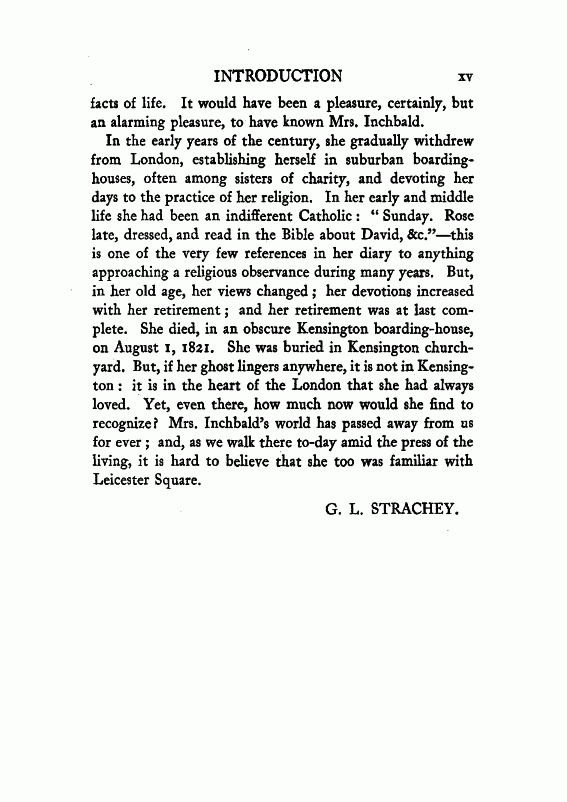 INTRODUCTION xv
facts of life. It would have been a pleasure, certainly, but
an alarming pleasure, to have known Mrs. Inchbald.
In the early years of the century, she gradually withdrew
from London, establishing herself in suburban boarding-
houses, often among sisters of charity, and devoting her
days to the practice of her religion. In her early and middle
life she had been an indifferent Catholic : “ Sunday. Rose
late, dressed, and read in the Bible about David, &c.”—this
is one of the very few references in her diary to anything
approaching a religious observance during many years. But,
in her old age, her views changed ; her devotions increased
with her retirement ; and her retirement was at last com-
plete. She died, in an obscure Kensington boarding-house,
on August 1, 1821. She was buried in Kensington church-
yard. But, if her ghost lingers anywhere, it is not in Kensing-
ton : it is in the heart of the London that she had always
loved. Yet, even there, how much now would she find to
recognize? Mrs. Inchbald’s world has passed away from us
for ever ; and, as we walk there to-day amid the press of the
living, it is hard to believe that she too was familiar with
Leicester Square.
G. L. STRACHEY.